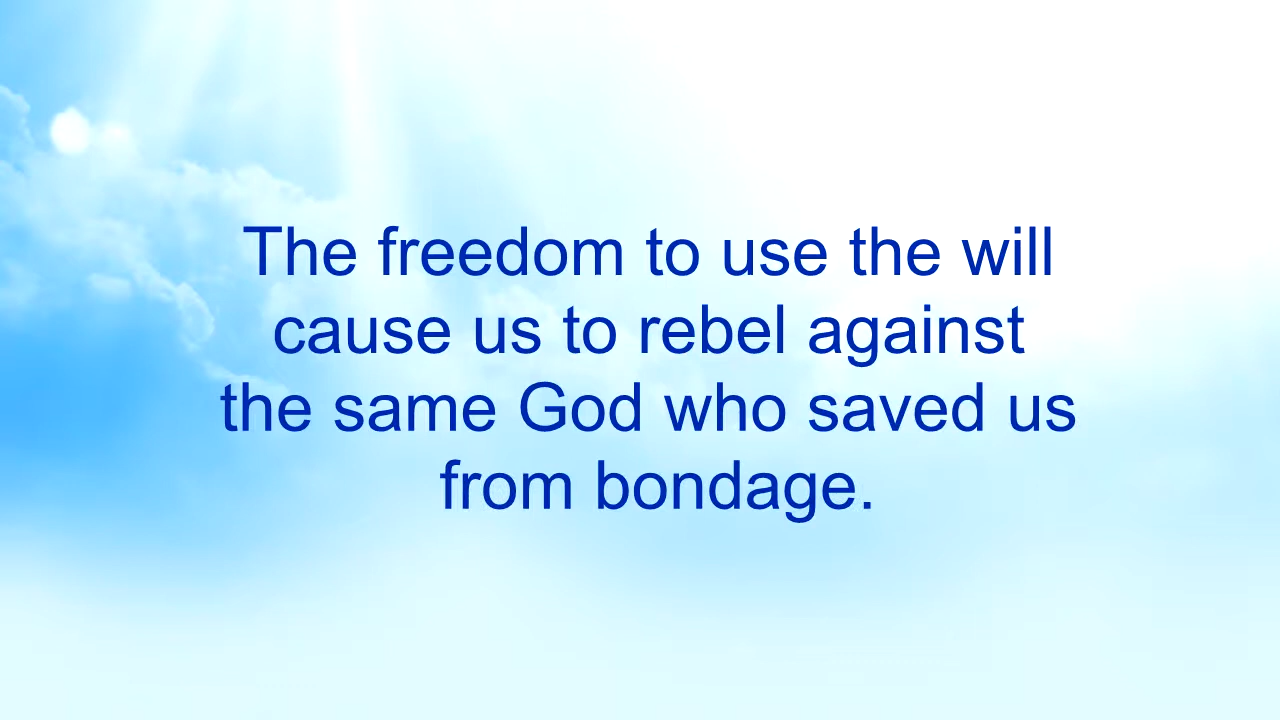 The freedom to use the will
cause us to rebel against
the same God who saved us
from bondage.